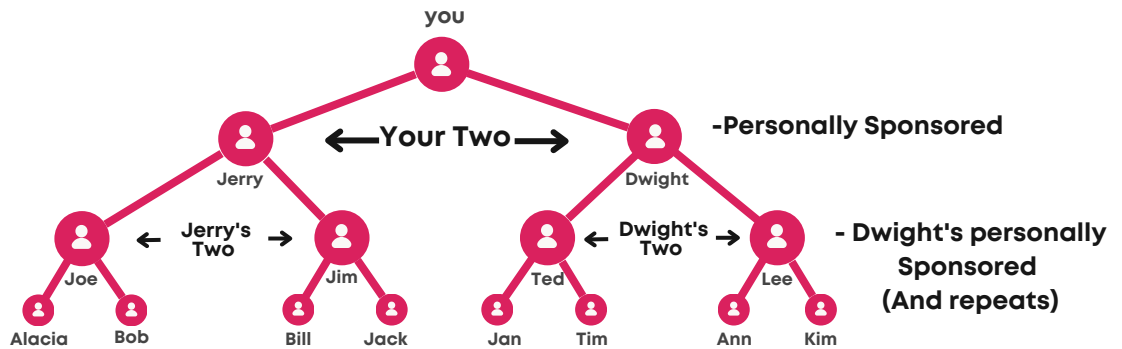 you
Your Two
-Personally Sponsored
Jerry
Dwight
Jerry's
Two
Dwight's
Two
- Dwight's personally
Sponsored
(And repeats)
Joe
Jim
Ted
Lee
Alacia
Bob
Bill
Jack
Jan
Tim
Ann
Kim